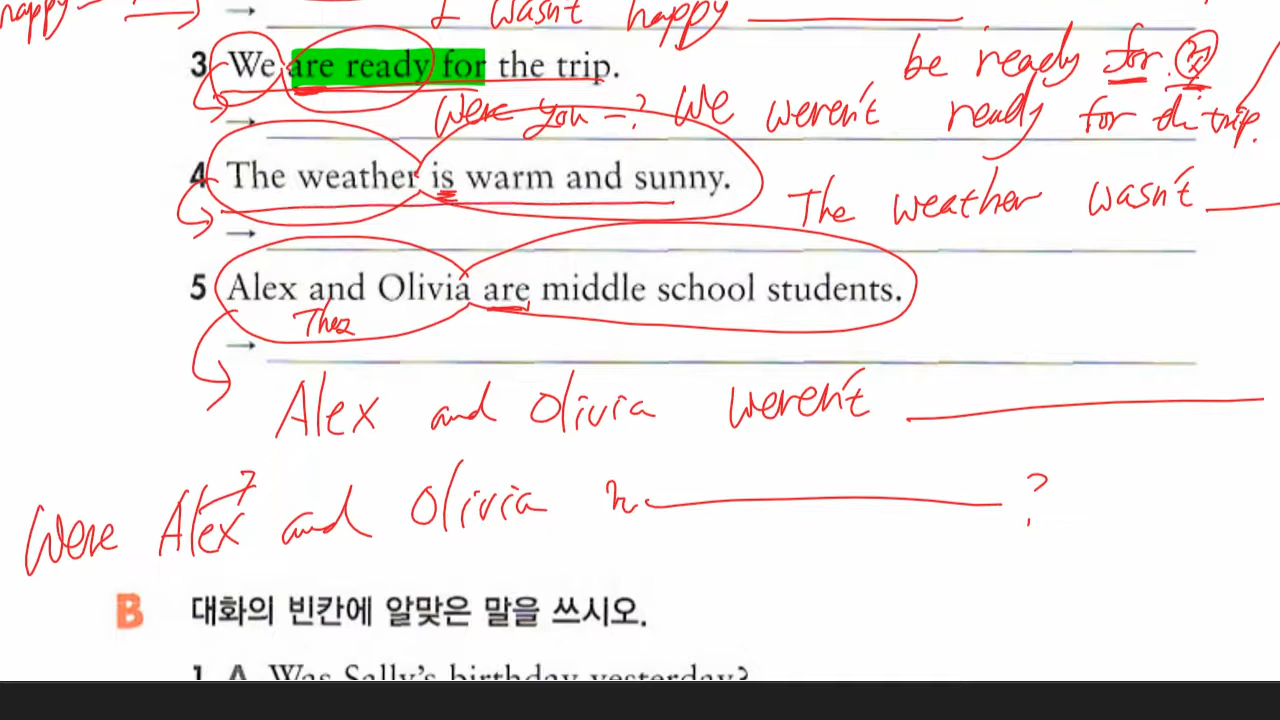 happy
→ I wasn't happy
3 We are ready for the trip. be ready for.
→ Were you —? We weren't ready for the trip.
4 The weather is warm and sunny. The weather wasn't
→
5 Alex and Olivia are middle school students.
They
→
Alex and Olivia weren't
Were Alex and Olivia ?
B 대화의 빈칸에 알맞은 말을 쓰시오.
1 A Was Sally's birthday yesterday?